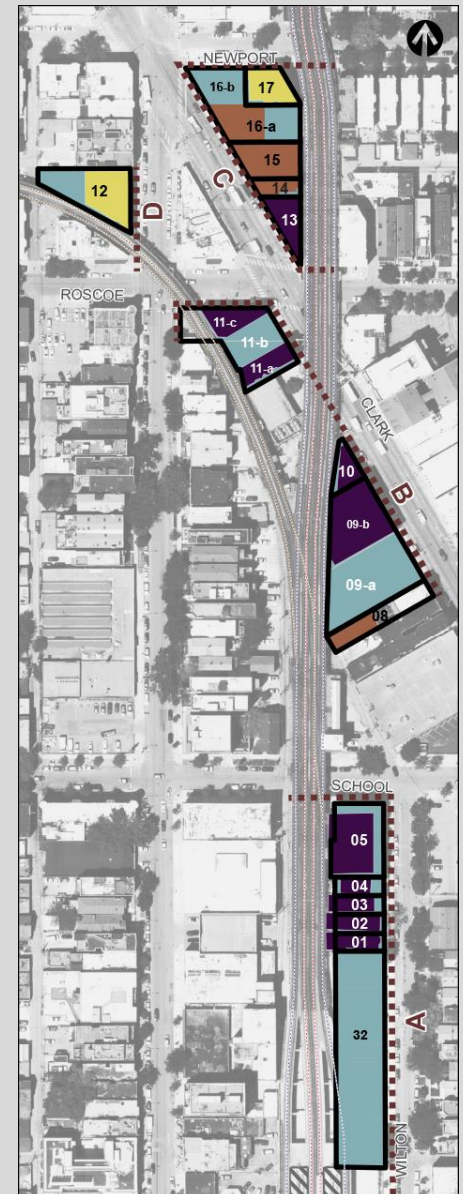 NEWPORT
16-b
17
16-a
15
14
13
C
12
D
ROSCOE
11-c
11-b
11-a
CLARK
B
10
09-b
09-a
08
SCHOOL
05
04
03
02
01
A
32
WILTON